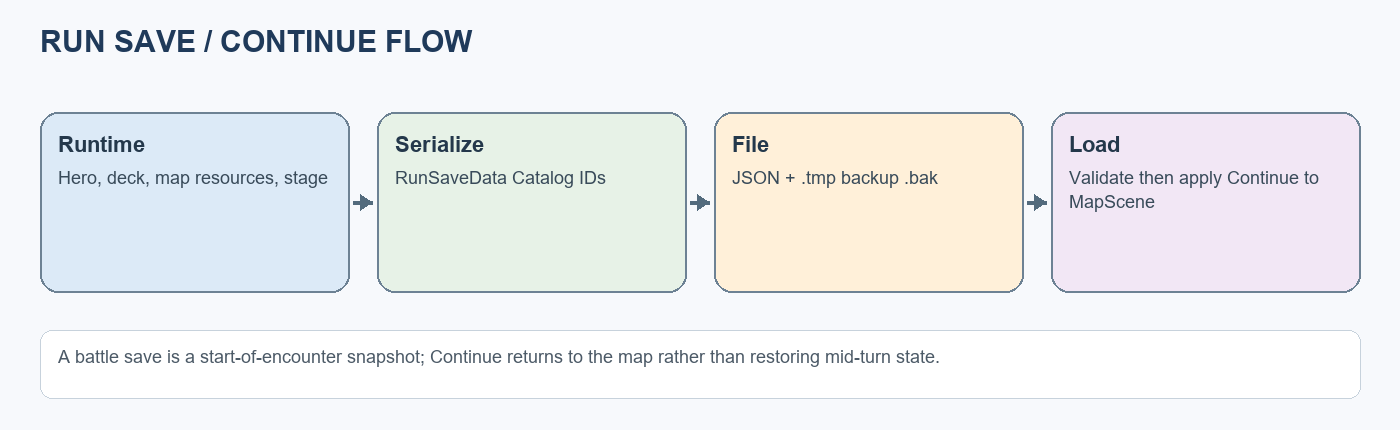 RUN SAVE / CONTINUE FLOW
Runtime
Hero, deck, map resources, stage
Serialize
RunSaveData Catalog IDs
File
JSON + .tmp backup .bak
Load
Validate then apply Continue to
MapScene
A battle save is a start-of-encounter snapshot; Continue returns to the map rather than restoring mid-turn state.